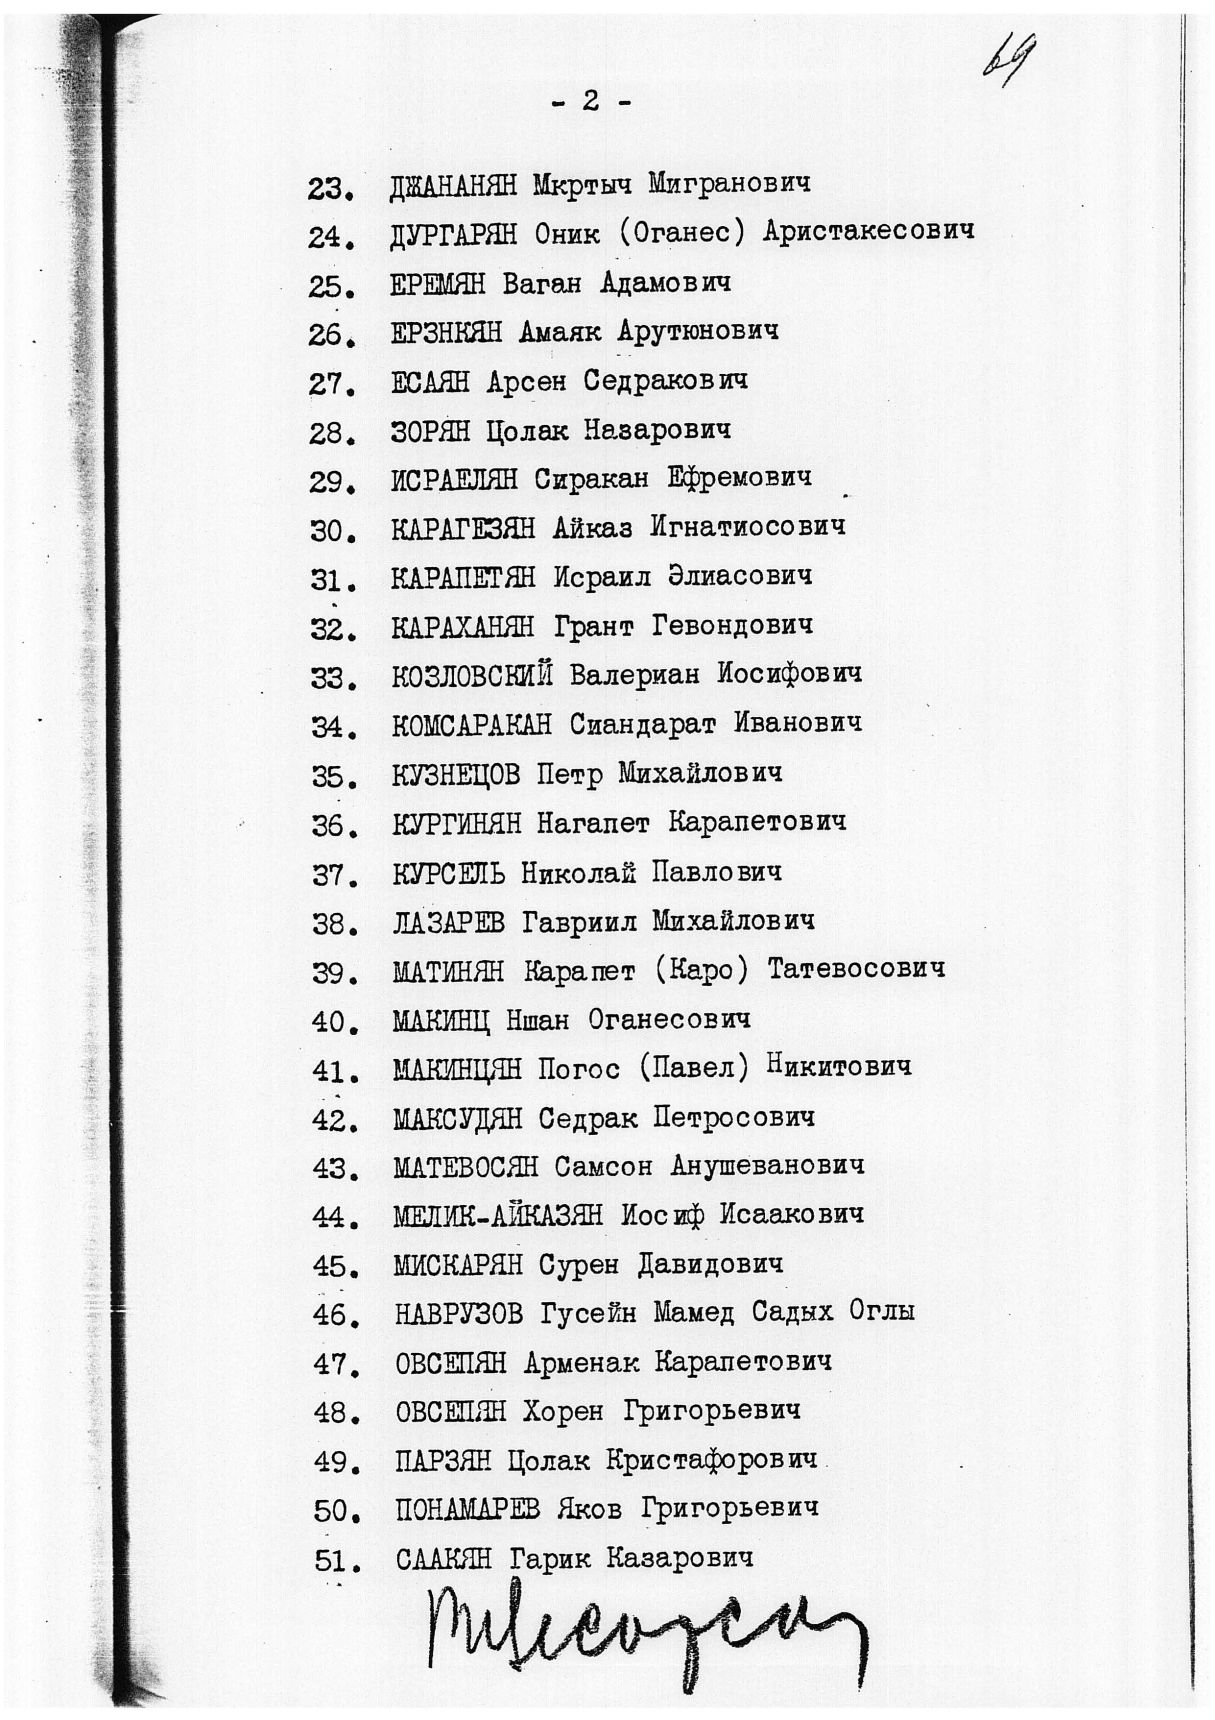 69
- 2 -
23. ДЖАНАНЯН Мкртыч Мигранович
24. ДУРГАРЯН Оник (Оганес) Аристакесович
25. ЕРЕМЯН Ваган Адамович
26. ЕРЗНКЯН Амаяк Арутюнович
27. ЕСАЯН Арсен Седракович
28. ЗОРЯН Цолак Назарович
29. ИСРАЕЛЯН Сиракан Ефремович
30. КАРАГЕЗЯН Айказ Игнатиосович
31. КАРАПЕТЯН Исраил Элиасович
32. КАРАХАНЯН Грант Гевондович
33. КОЗЛОВСКИЙ Валериан Иосифович
34. КОМСАРАКАН Сиандарат Иванович
35. КУЗНЕЦОВ Петр Михайлович
36. КУРГИНЯН Нагапет Карапетович
37. КУРСЕЛЬ Николай Павлович
38. ЛАЗАРЕВ Гавриил Михайлович
39. МАТИНЯН Карапет (Каро) Татевосович
40. МАКИНЦ Ншан Оганесович
41. МАКИНЦЯН Погос (Павел) Никитович
42. МАКСУДЯН Седрак Петросович
43. МАТЕВОСЯН Самсон Анушеванович
44. МЕЛИК-АЙКАЗЯН Иосиф Исаакович
45. МИСКАРЯН Сурен Давидович
46. НАВРУЗОВ Гусейн Мамед Садых Оглы
47. ОВСЕПЯН Арменак Карапетович
48. ОВСЕПЯН Хорен Григорьевич
49. ПАРЗЯН Цолак Кристафорович
50. ПОНАМАРЕВ Яков Григорьевич
51. СААКЯН Гарик Казарович